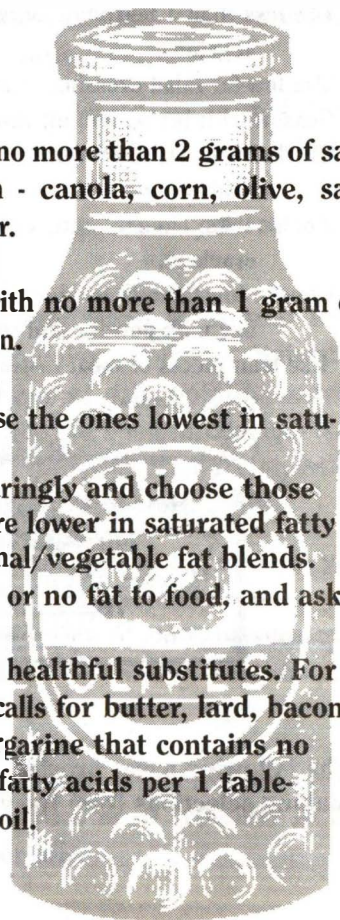 no more than 2 grams of sa
n - canola, corn, olive, sa
r.
ith no more than 1 gram
n.
se the ones lowest in satu-
ringly and choose those
re lower in saturated fatty
nal/vegetable fat blends.
or no fat to food, and ask
healthful substitutes. For
calls for butter, lard, bacon
rgarine that contains no
fatty acids per 1 table-
oil.